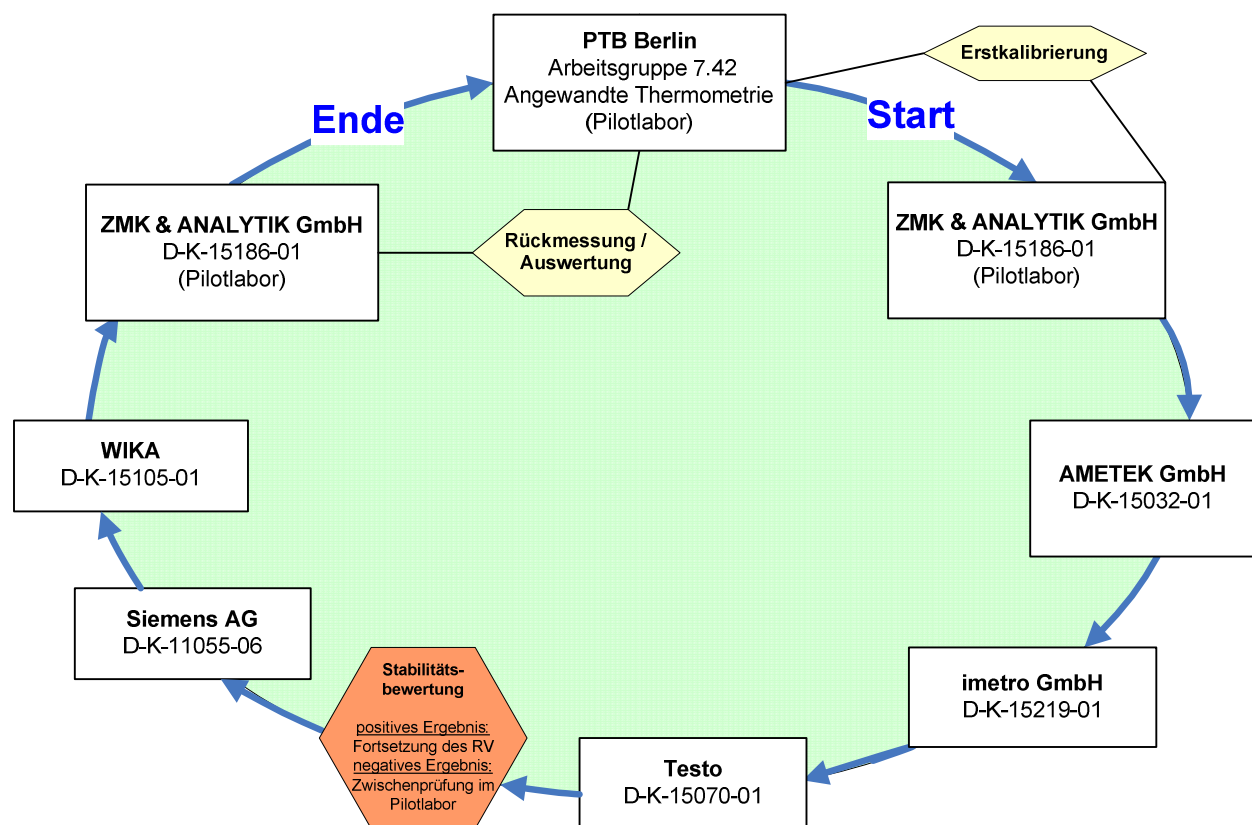 PTB Berlin
Arbeitsgruppe 7.42
Angewandte Thermometrie
(Pilotlabor)
Erstkalibrierung
Ende
Start
ZMK & ANALYTIK GmbH
D-K-15186-01
(Pilotlabor)
Rückmessung /
Auswertung
ZMK & ANALYTIK GmbH
D-K-15186-01
(Pilotlabor)
WIKA
D-K-15105-01
AMETEK GmbH
D-K-15032-01
Siemens AG
D-K-11055-06
Stabilitäts-
bewertung
positives Ergebnis:
Fortsetzung des RV
negatives Ergebnis:
Zwischenprüfung im
Pilotlabor
imetro GmbH
D-K-15219-01
Testo
D-K-15070-01